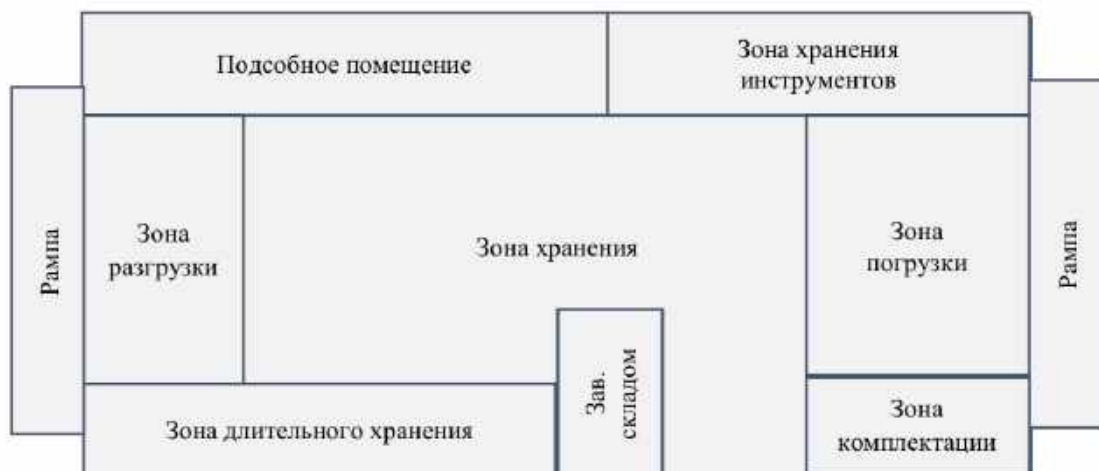 Подсобное помещение
Зона хранения
инструментов
Рампа
Зона
разгрузки
Зона хранения
Зона
погрузки
Рампа
Зав.
складом
Зона длительного хранения
Зона
комплектации